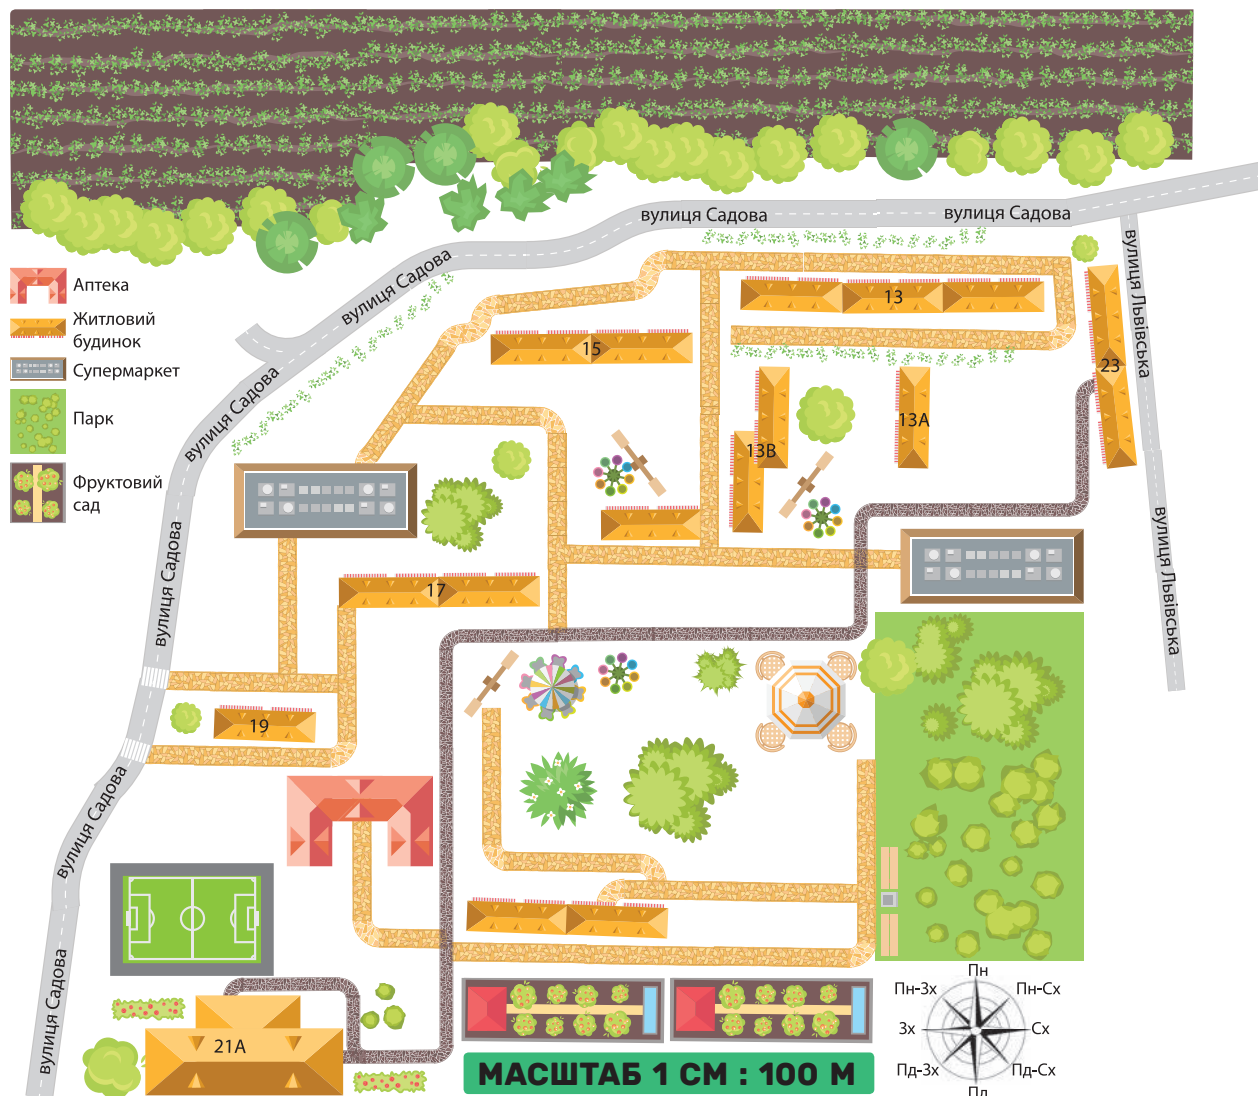 вулиця Садова
вулиця Садова
вулиця Садова
вулиця Львівська
Аптека
Житловий
будинок
Супермаркет
Парк
Фруктовий
сад
13
15
23
вулиця Садова
13А
13В
вулиця Садова
вулиця Львівська
17
19
вулиця Садова
вулиця Садова
21А
Пн
Пн-Зх
Пн-Сх
Зх
Сх
Пд-Зх
Пд-Сх
Пд
МАСШТАБ 1 СМ : 100 М